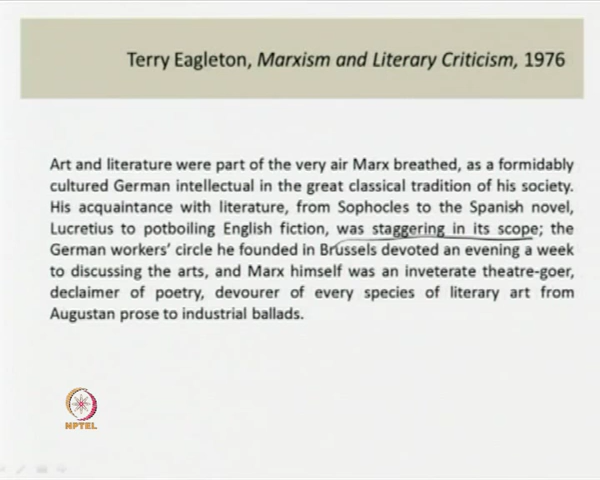 Terry Eagleton, Marxism and Literary Criticism, 1976
Art and literature were part of the very air Marx breathed, as a formidably
cultured German intellectual in the great classical tradition of his society.
His acquaintance with literature, from Sophocles to the Spanish novel,
Lucretius to potboiling English fiction, was staggering in its scope; the
German workers' circle he founded in Brussels devoted an evening a week
to discussing the arts, and Marx himself was an inveterate theatre-goer,
declaimer of poetry, devourer of every species of literary art from
Augustan prose to industrial ballads.
NPTEL